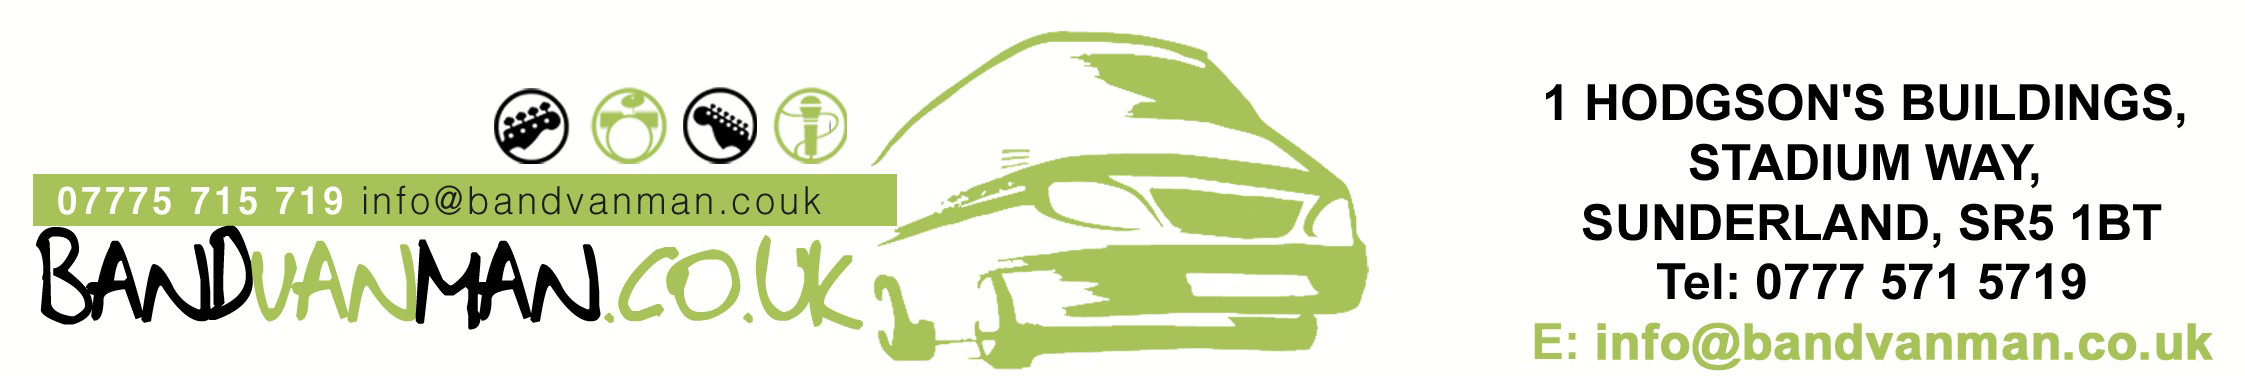 07775 715 719 info@bandvanman.couk
BANDVANMAN.CO.UK
1 HODGSON'S BUILDINGS,
STADIUM WAY,
SUNDERLAND, SR5 1BT
Tel: 0777 571 5719
E: info@bandvanman.co.uk